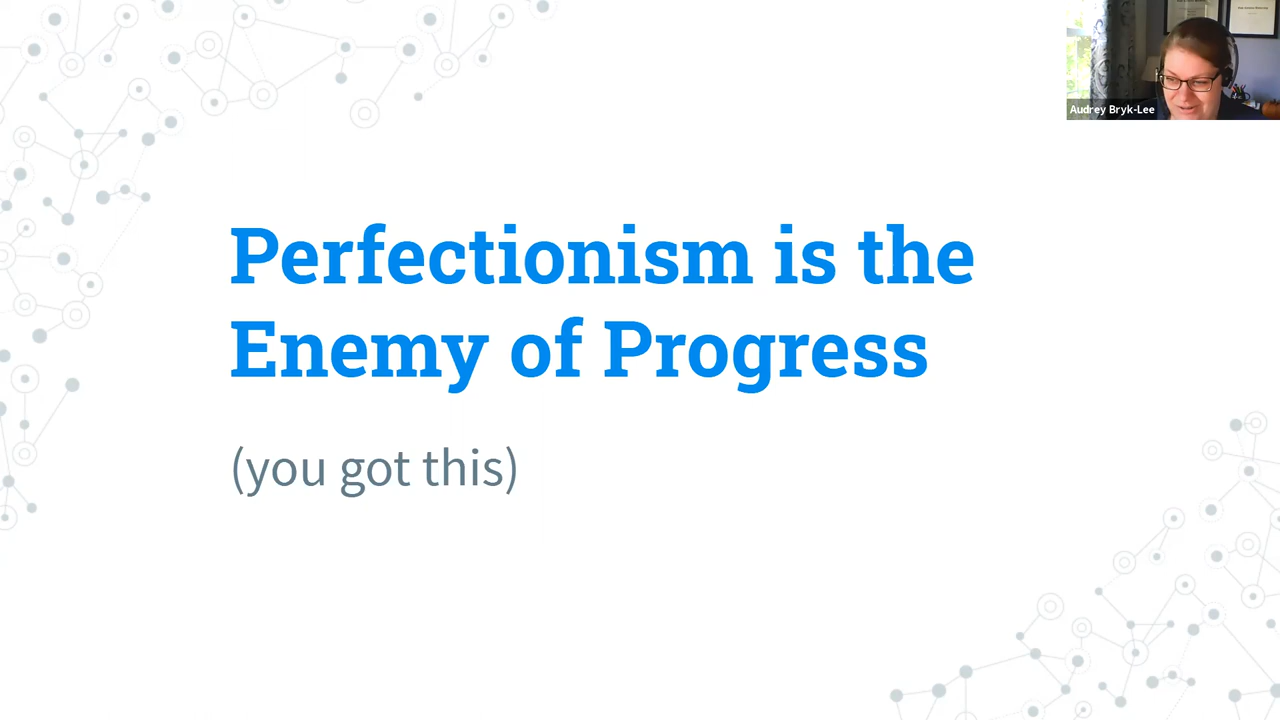 Audrey Bryk-Lee
Perfectionism is the
Enemy of Progress
(you got this)